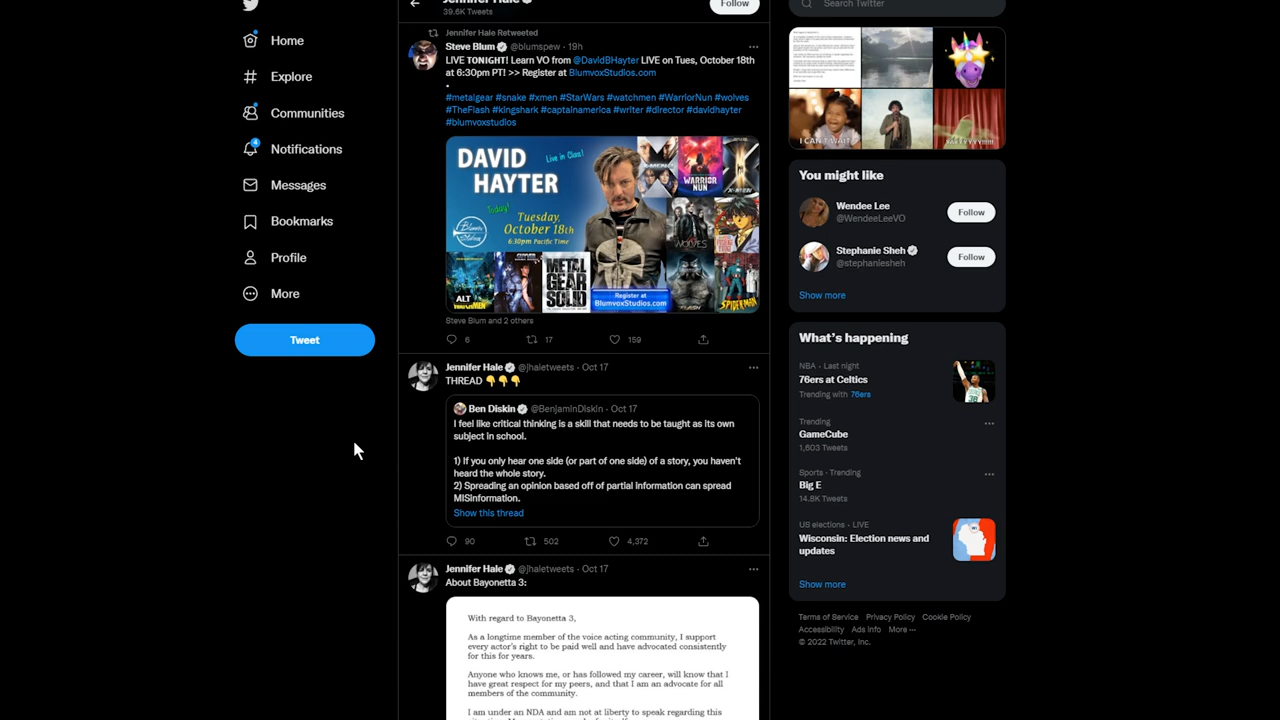 Home
Explore
Communities
Notifications
Messages
Bookmarks
Profile
More
Tweet
39.6K Tweets
Follow
Jennifer Hale Retweeted
Steve Blum @blumspew · 19h
LIVE TONIGHT! Learn from @DavidBHayter LIVE on Tues, October 18th
at 6:30pm PT! >> Register at BlumvoxStudios.com
•
#metalgear #snake #xmen #StarWars #watchmen #WarriorNun #wolves
#TheFlash #kingshark #captainamerica #writer #director #davidhayter
#blumvoxstudios
DAVID
HAYTER
Live in Class!
Today!
Tuesday,
October 18th
6:30pm Pacific Time
WARRIOR
NUN
WOLVES
METAL
GEAR
SOLID
Register at
BlumvoxStudios.com
FLASH
SPIDER-MAN
Steve Blum and 2 others
6
17
159
Jennifer Hale @jhaletweets · Oct 17
THREAD 👇👇👇
Ben Diskin @BenjaminDiskin · Oct 17
I feel like critical thinking is a skill that needs to be taught as its own
subject in school.
1) If you only hear one side (or part of one side) of a story, you haven't
heard the whole story.
2) Spreading an opinion based off of partial information can spread
MISinformation.
Show this thread
90
502
4,372
Jennifer Hale @jhaletweets · Oct 17
About Bayonetta 3:
With regard to Bayonetta 3,
As a longtime member of the voice acting community, I support
every actor's right to be paid well and have advocated consistently
for this for years.
Anyone who knows me, or has followed my career, will know that I
have great respect for my peers, and that I am an advocate for all
members of the community.
I am under an NDA and am not at liberty to speak regarding this
Search Twitter
I CAN'T WAIT
You might like
Wendee Lee
@WendeeLeeVO
Follow
Stephanie Sheh
@stephaniesheh
Follow
Show more
What's happening
NBA · Last night
76ers at Celtics
Trending with 76ers
Trending
GameCube
1,603 Tweets
Sports · Trending
Big E
14.8K Tweets
US elections · LIVE
Wisconsin: Election news and
updates
Show more
Terms of Service Privacy Policy Cookie Policy
Accessibility Ads info More ···
© 2022 Twitter, Inc.